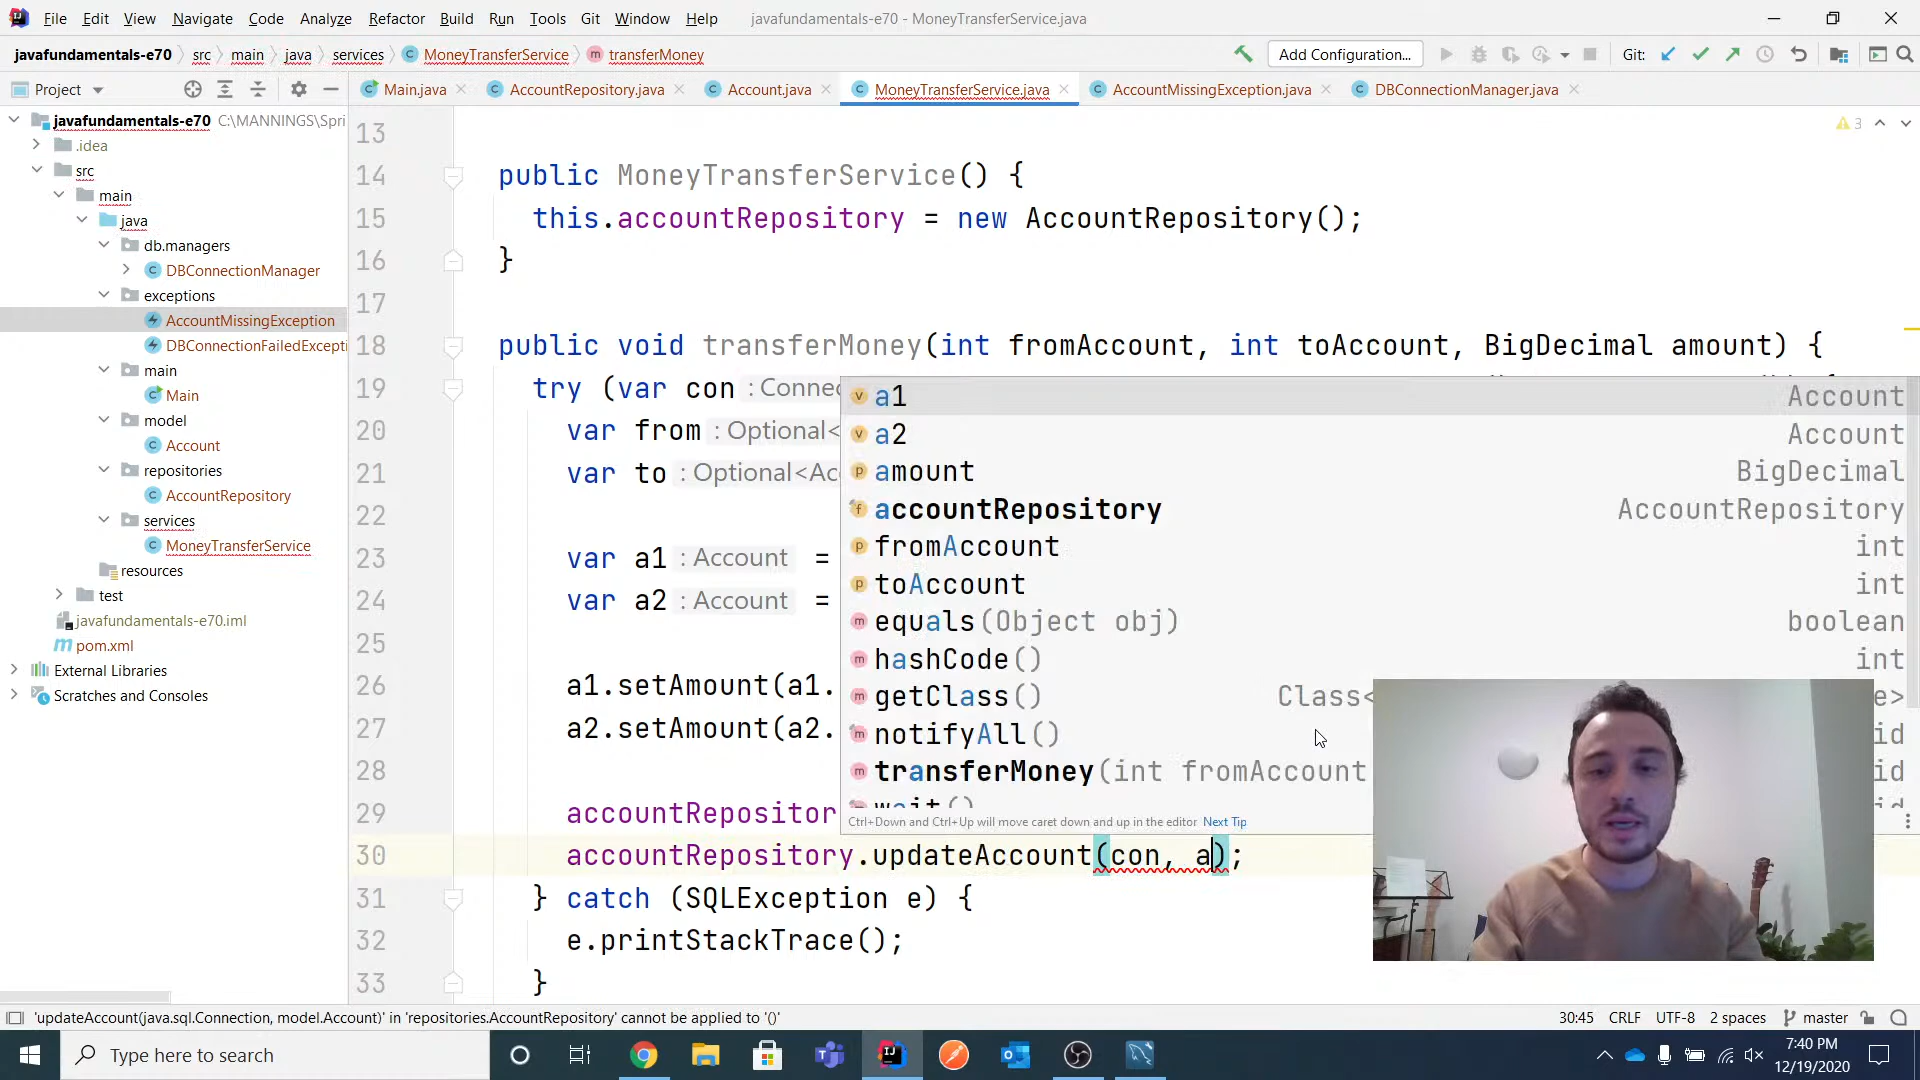 File Edit View Navigate Code Analyze Refactor Build Run Tools Git Window Help javafundamentals-e70 - MoneyTransferService.java
javafundamentals-e70 src main java services MoneyTransferService transferMoney Add Configuration... Git:
Project Main.java AccountRepository.java Account.java MoneyTransferService.java AccountMissingException.java DBConnectionManager.java
javafundamentals-e70 C:\MANNINGS\Spri
.idea
src
main
java
db.managers
DBConnectionManager
exceptions
AccountMissingException
DBConnectionFailedExcepti
main
Main
model
Account
repositories
AccountRepository
services
MoneyTransferService
resources
test
javafundamentals-e70.iml
pom.xml
External Libraries
Scratches and Consoles
3
13
14 public MoneyTransferService() {
15 this.accountRepository = new AccountRepository();
16 }
17
18 public void transferMoney(int fromAccount, int toAccount, BigDecimal amount) {
19 try (var con : Connec
20 var from : Optional<
21 var to : Optional<Acc
22
23 var a1 : Account =
24 var a2 : Account =
25
26 a1.setAmount(a1.
27 a2.setAmount(a2.
28
29 accountRepositor
30 accountRepository.updateAccount(con, a);
31 } catch (SQLException e) {
32 e.printStackTrace();
33 }
a1 Account
a2 Account
amount BigDecimal
accountRepository AccountRepository
fromAccount int
toAccount int
equals(Object obj) boolean
hashCode() int
getClass() Class< e>
notifyAll() id
transferMoney(int fromAccount id
wait()
Ctrl+Down and Ctrl+Up will move caret down and up in the editor Next Tip
'updateAccount(java.sql.Connection, model.Account)' in 'repositories.AccountRepository' cannot be applied to '()' 30:45 CRLF UTF-8 2 spaces master
Type here to search
7:40 PM
12/19/2020